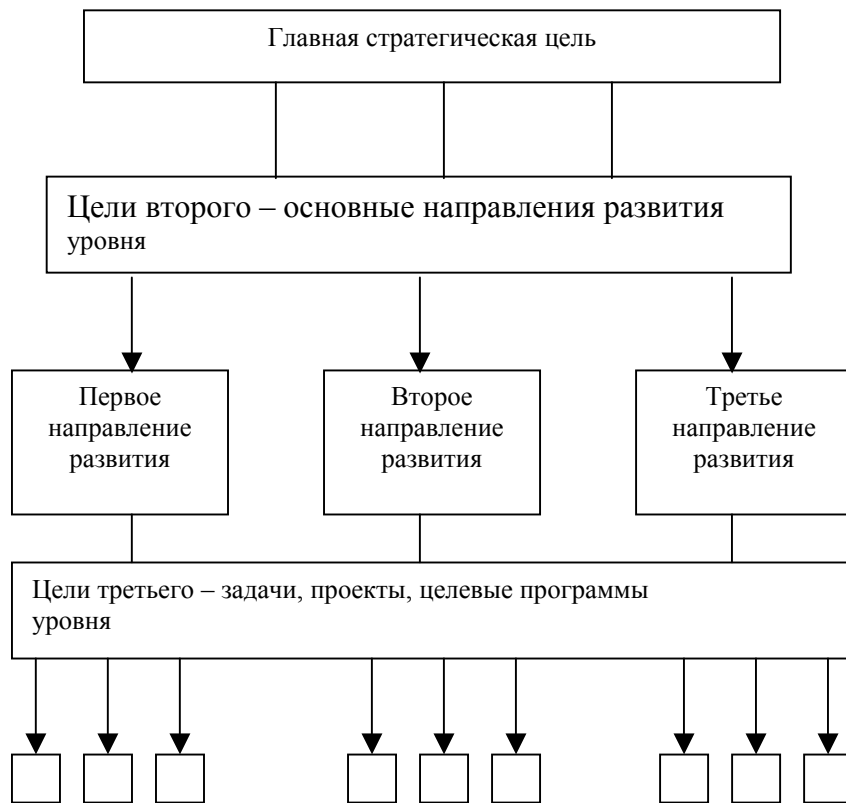 Главная стратегическая цель
Цели второго – основные направления развития
уровня
Первое
направление
развития
Второе
направление
развития
Третье
направление
развития
Цели третьего – задачи, проекты, целевые программы
уровня